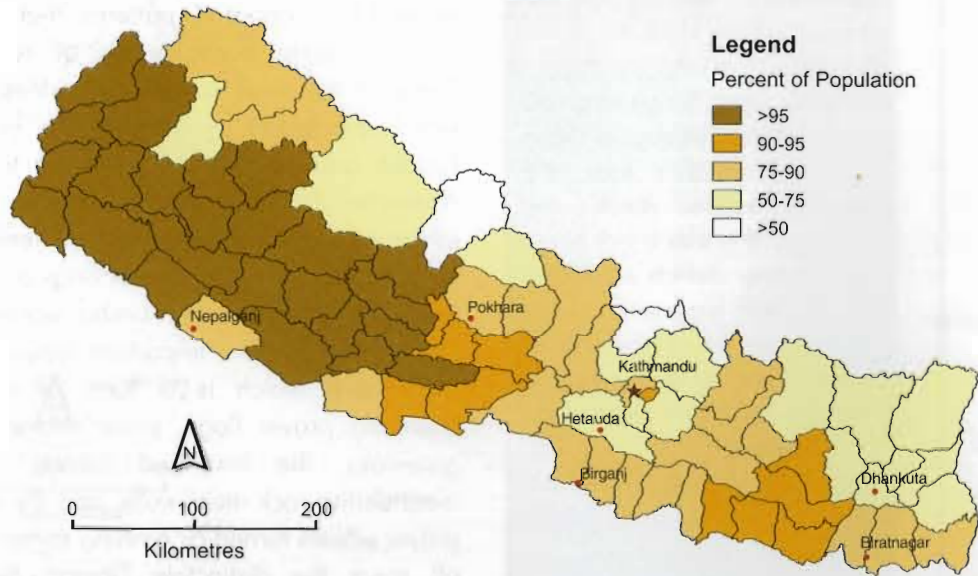 Legend
Percent of Population
>95
90-95
75-90
50-75
>50
Pokhara
Nepalganj
Kathmandu
Hetauda
Birganj
Dhankuta
Biratnagar
N
0 100 200
Kilometres